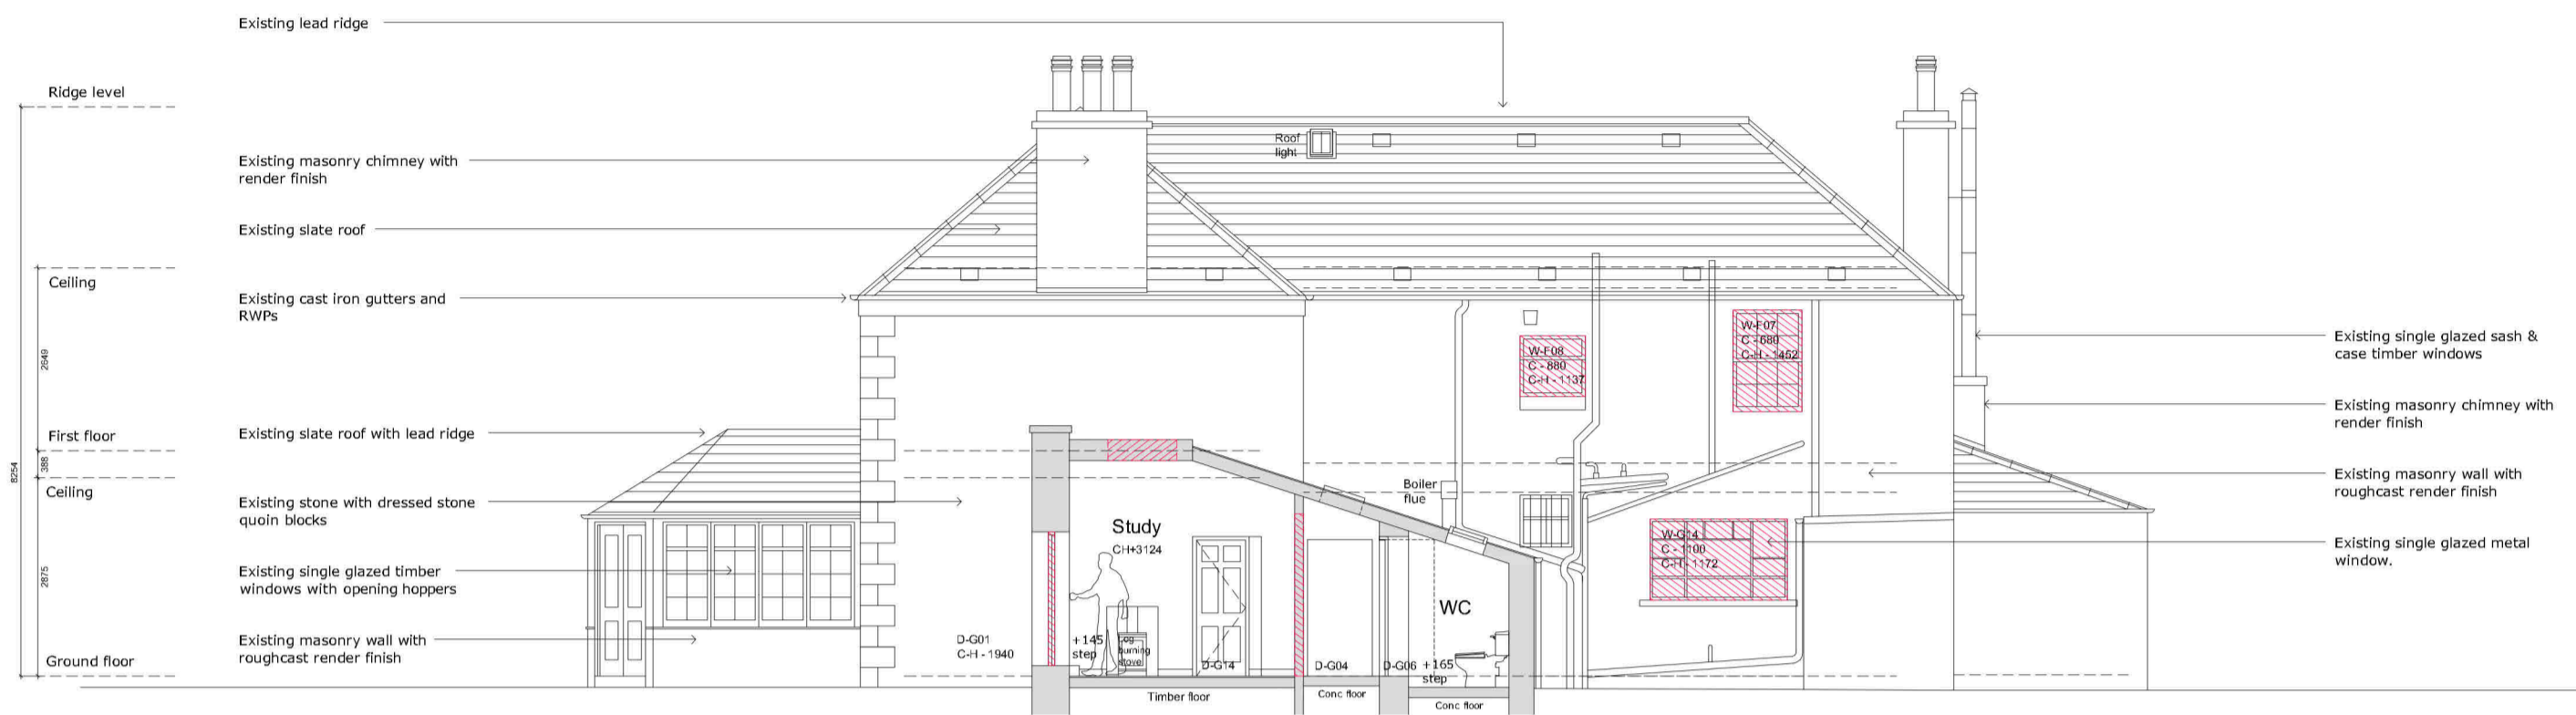 Existing lead ridge
Ridge level
Existing masonry chimney with
render finish
Existing slate roof
Ceiling
Existing cast iron gutters and
RWPs
2649
First floor
Existing slate roof with lead ridge
388
8254
Ceiling
Existing stone with dressed stone
quoin blocks
2875
Existing single glazed timber
windows with opening hoppers
Existing masonry wall with
roughcast render finish
Ground floor
Roof
light
W-F08
C - 880
C-H - 1137
W-F07
C - 680
C-H - 1452
Boiler
flue
Study
CH+3124
W-G14
C - 1100
C-H - 1172
WC
D-G01
C-H - 1940
+145
step
Log
burning
stove
D-G14
D-G04
D-G06
+165
step
Timber floor
Conc floor
Conc floor
Existing single glazed sash &
case timber windows
Existing masonry chimney with
render finish
Existing masonry wall with
roughcast render finish
Existing single glazed metal
window.